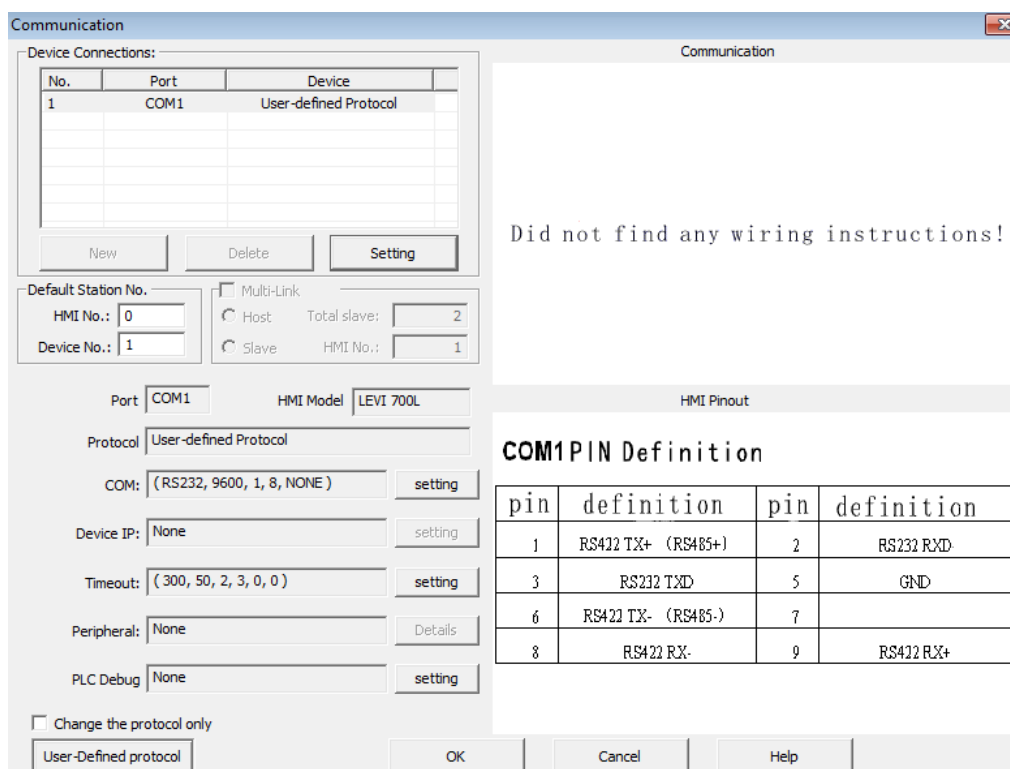 Communication
Device Connections:
No. Port Device
1 COM1 User-defined Protocol
New Delete Setting
Default Station No.
HMI No.: 0
Device No.: 1
Multi-Link
Host Total slave: 2
Slave HMI No.: 1
Port COM1 HMI Model LEVI 700L
Protocol User-defined Protocol
COM: ( RS232, 9600, 1, 8, NONE ) setting
Device IP: None setting
Timeout: ( 300, 50, 2, 3, 0, 0 ) setting
Peripheral: None Details
PLC Debug None setting
Change the protocol only
User-Defined protocol OK Cancel Help
Communication
Did not find any wiring instructions!
HMI Pinout
COM1 PIN Definition
pin definition pin definition
1 RS422 TX+ (RS485+) 2 RS232 RXD
3 RS232 TXD 5 GND
6 RS422 TX- (RS485-) 7
8 RS422 RX- 9 RS422 RX+